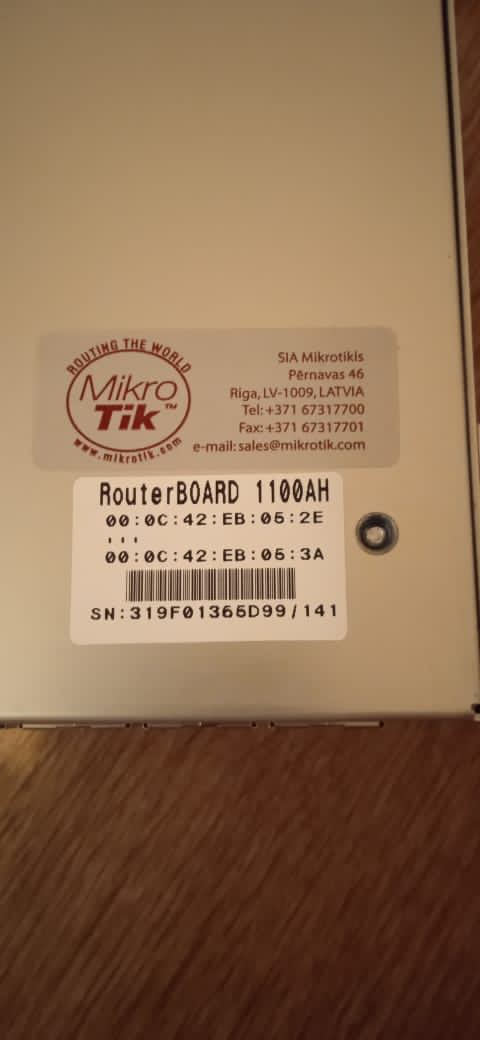 ROUTING THE WORLD
Mikro
Tik™
www.mikrotik.com
SIA Mikrotikls
Pērnavas 46
Riga, LV-1009, LATVIA
Tel: +371 67317700
Fax: +371 67317701
e-mail: sales@mikrotik.com
RouterBOARD 1100AH
00:0C:42:EB:05:2E
...
00:0C:42:EB:05:3A
SN:319F01365D99/141